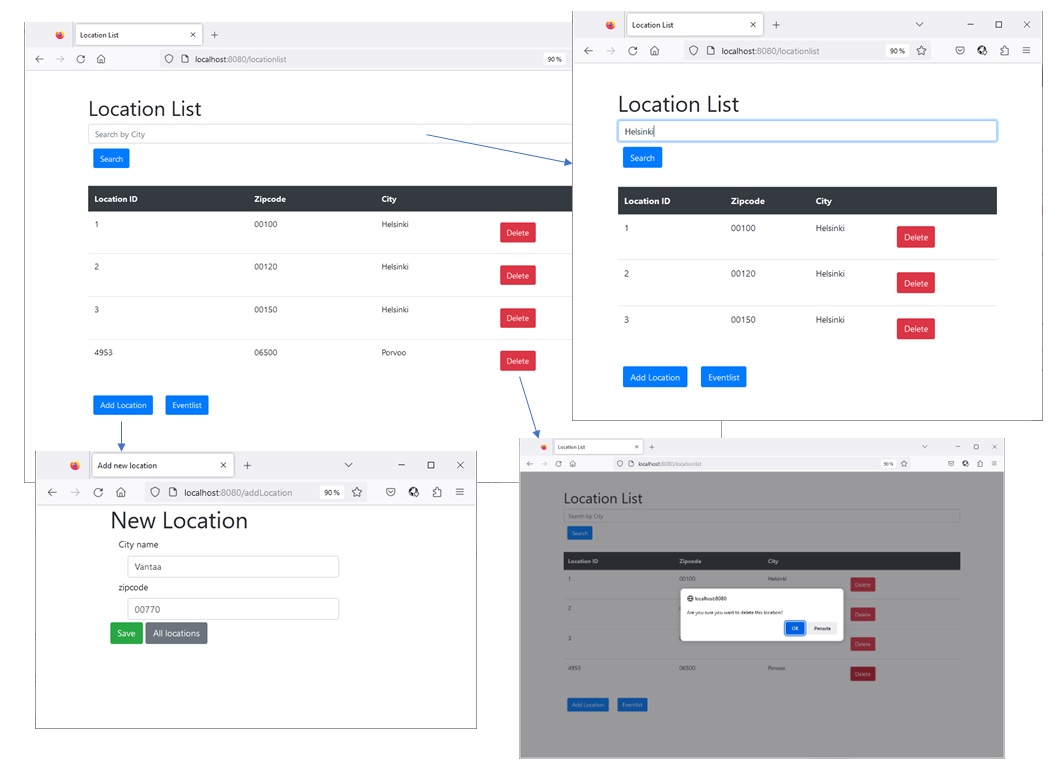 Location List
localhost:8080/locationlist
90%
Location List
Search by City
Search
Location ID Zipcode City
1 00100 Helsinki Delete
2 00120 Helsinki Delete
3 00150 Helsinki Delete
4953 06500 Porvoo Delete
Add Location Eventlist
Location List
localhost:8080/locationlist 90%
Location List
Helsinki
Search
Location ID Zipcode City
1 00100 Helsinki Delete
2 00120 Helsinki Delete
3 00150 Helsinki Delete
Add Location Eventlist
Add new location
localhost:8080/addLocation 90%
New Location
City name
Vantaa
zipcode
00770
Save All locations
Location List
localhost:8080/locationlist 90%
Location List
Search by City
Search
Location ID Zipcode City
1 00100 Helsinki Delete
2 Delete
3 Delete
4953 06500 Porvoo Delete
localhost:8080
Are you sure you want to delete this location?
OK Peruuta
Add Location Eventlist